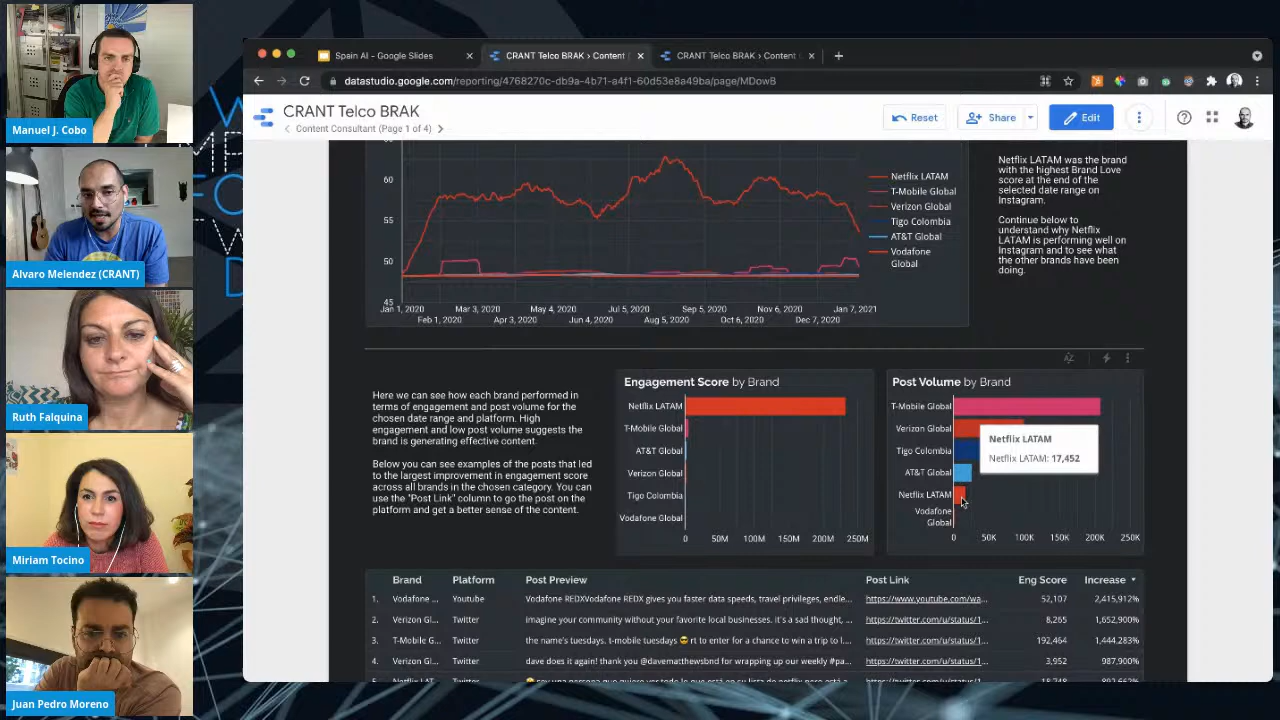 Manuel J. Cobo
Alvaro Melendez (CRANT)
Ruth Falquina
Miriam Tocino
Juan Pedro Moreno
Spain AI - Google Slides
CRANT Telco BRAK › Content
CRANT Telco BRAK › Content
datastudio.google.com/reporting/4768270c-db9a-4b71-a4f1-60d53e8a49ba/page/MDowB
CRANT Telco BRAK
Content Consultant (Page 1 of 4)
Reset
Share
Edit
60
55
50
45
Jan 1, 2020
Mar 3, 2020
May 4, 2020
Jul 5, 2020
Sep 5, 2020
Nov 6, 2020
Jan 7, 2021
Feb 1, 2020
Apr 3, 2020
Jun 4, 2020
Aug 5, 2020
Oct 6, 2020
Dec 7, 2020
Netflix LATAM
T-Mobile Global
Verizon Global
Tigo Colombia
AT&T Global
Vodafone
Global
Netflix LATAM was the brand
with the highest Brand Love
score at the end of the
selected date range on
Instagram.
Continue below to
understand why Netflix
LATAM is performing well on
Instagram and to see what
the other brands have been
doing.
Here we can see how each brand performed in
terms of engagement and post volume for the
chosen date range and platform. High
engagement and low post volume suggests the
brand is generating effective content.
Below you can see examples of the posts that led
to the largest improvement in engagement score
across all brands in the chosen category. You can
use the "Post Link" column to go the post on the
platform and get a better sense of the content.
Engagement Score by Brand
Netflix LATAM
T-Mobile Global
AT&T Global
Verizon Global
Tigo Colombia
Vodafone Global
0 50M 100M 150M 200M 250M
Post Volume by Brand
T-Mobile Global
Verizon Global
Tigo Colombia
AT&T Global
Netflix LATAM
Vodafone
Global
0 50K 100K 150K 200K 250K
Netflix LATAM
Netflix LATAM: 17,452
Brand Platform Post Preview Post Link Eng Score Increase
1. Vodafone ... Youtube Vodafone REDXVodafone REDX gives you faster data speeds, travel privileges, endle... https://www.youtube.com/wa... 52,107 2,415,912%
2. Verizon Gl... Twitter imagine your community without your favorite local businesses. it's a sad thought, ... https://twitter.com/u/status/1... 8,265 1,652,900%
3. T-Mobile G... Twitter the name's tuesdays. t-mobile tuesdays 😎 rt to enter for a chance to win a trip to l... https://twitter.com/u/status/1... 192,464 1,444,283%
4. Verizon Gl... Twitter dave does it again! thank you @davematthewsbnd for wrapping up our weekly #pa... https://twitter.com/u/status/1... 3,952 987,900%